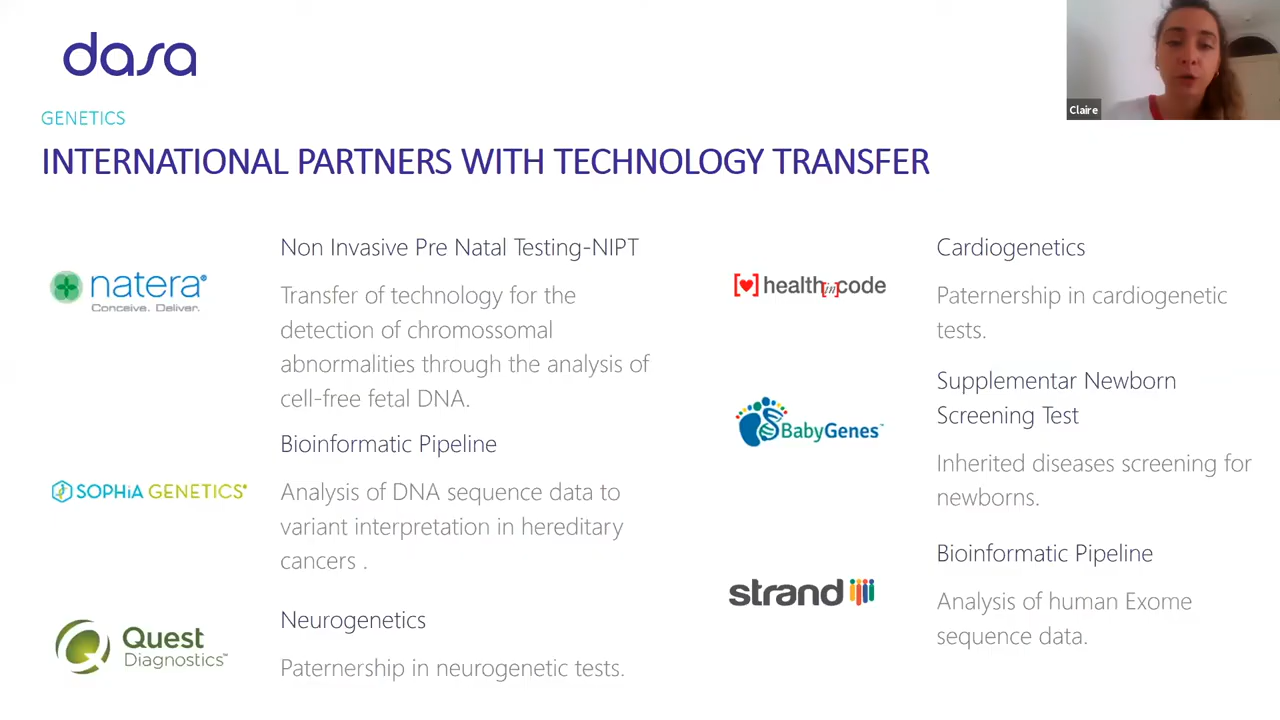 dasa
Claire
GENETICS
INTERNATIONAL PARTNERS WITH TECHNOLOGY TRANSFER
natera®
Conceive. Deliver.
Non Invasive Pre Natal Testing-NIPT
Transfer of technology for the
detection of chromossomal
abnormalities through the analysis of
cell-free fetal DNA.
SOPHiA GENETICS
Bioinformatic Pipeline
Analysis of DNA sequence data to
variant interpretation in hereditary
cancers .
Quest
Diagnostics™
Neurogenetics
Paternership in neurogenetic tests.
health[in]code
Cardiogenetics
Paternership in cardiogenetic
tests.
BabyGenes™
Supplementar Newborn
Screening Test
Inherited diseases screening for
newborns.
strand
Bioinformatic Pipeline
Analysis of human Exome
sequence data.